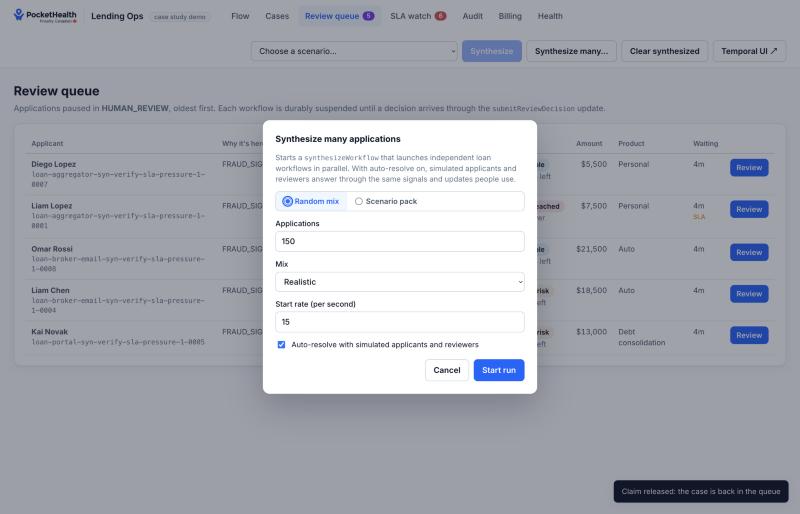 PocketHealth
Proudly Canadian
Lending Ops
case study demo
Flow
Cases
Review queue 5
SLA watch 6
Audit
Billing
Health
Choose a scenario...
Synthesize
Synthesize many...
Clear synthesized
Temporal UI ↗
Review queue
Applications paused in HUMAN_REVIEW, oldest first. Each workflow is durably suspended until a decision arrives through the submitReviewDecision update.
Applicant
Why it's her
Amount
Product
Waiting
Diego Lopez
loan-aggregator-syn-verify-sla-pressure-1-
0007
FRAUD_SIG
left
$5,500
Personal
4m
Review
Liam Lopez
loan-aggregator-syn-verify-sla-pressure-1-
0001
FRAUD_SIG
eached
$7,500
Personal
4m
SLA
Review
Omar Rossi
loan-broker-email-syn-verify-sla-pressure-
1-0008
FRAUD_SIG
left
$21,500
Auto
4m
Review
Liam Chen
loan-broker-email-syn-verify-sla-pressure-
1-0004
FRAUD_SIG
risk
left
$18,500
Auto
4m
Review
Kai Novak
loan-portal-syn-verify-sla-pressure-1-0005
FRAUD_SIG
risk
left
$13,000
Debt
consolidation
4m
Review
Synthesize many applications
Starts a synthesizeWorkflow that launches independent loan
workflows in parallel. With auto-resolve on, simulated applicants and
reviewers answer through the same signals and updates people use.
Random mix
Scenario pack
Applications
150
Mix
Realistic
Start rate (per second)
15
Auto-resolve with simulated applicants and reviewers
Cancel
Start run
Claim released: the case is back in the queue